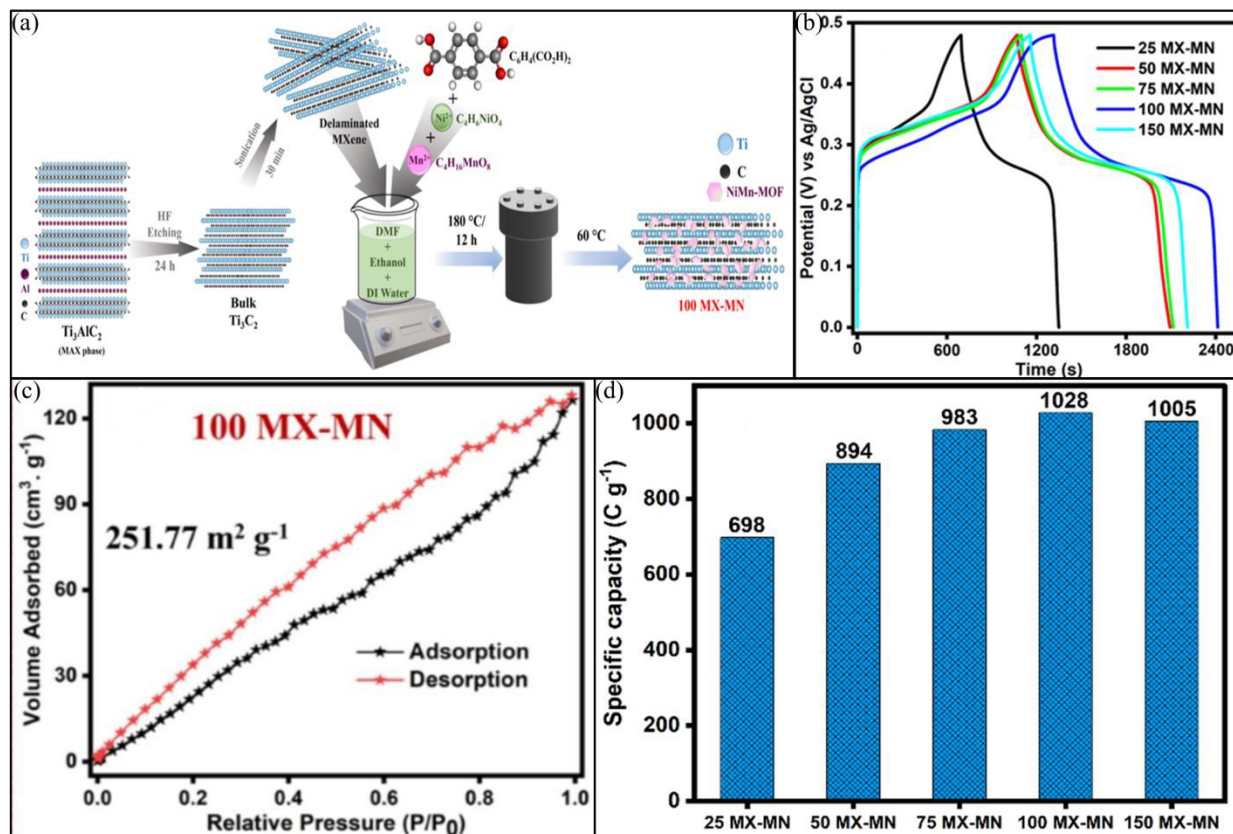 (a)
C₆H₄(CO₂H)₂
+
Ni²⁺ C₄H₆NiO₄
+
Mn²⁺ C₄H₁₆MnO₈
Delaminated
MXene
Sonication
30 min
HF
Etching
24 h
Ti
Al
C
Ti₃AlC₂
(MAX phase)
Bulk
Ti₃C₂
DMF
+
Ethanol
+
DI Water
180 °C/
12 h
60 °C
Ti
C
NiMn-MOF
100 MX-MN
(b)
25 MX-MN
50 MX-MN
75 MX-MN
100 MX-MN
150 MX-MN
Potential (V) vs Ag/AgCl
0.5
0.4
0.3
0.2
0.1
0.0
0 600 1200 1800 2400
Time (s)
(c)
100 MX-MN
251.77 m² g⁻¹
Adsorption
Desorption
Volume Adsorbed (cm³. g⁻¹)
120
90
60
30
0
0.0 0.2 0.4 0.6 0.8 1.0
Relative Pressure (P/P₀)
(d)
Specific capacity (C g⁻¹)
1000
800
600
400
200
0
698
894
983
1028
1005
25 MX-MN 50 MX-MN 75 MX-MN 100 MX-MN 150 MX-MN